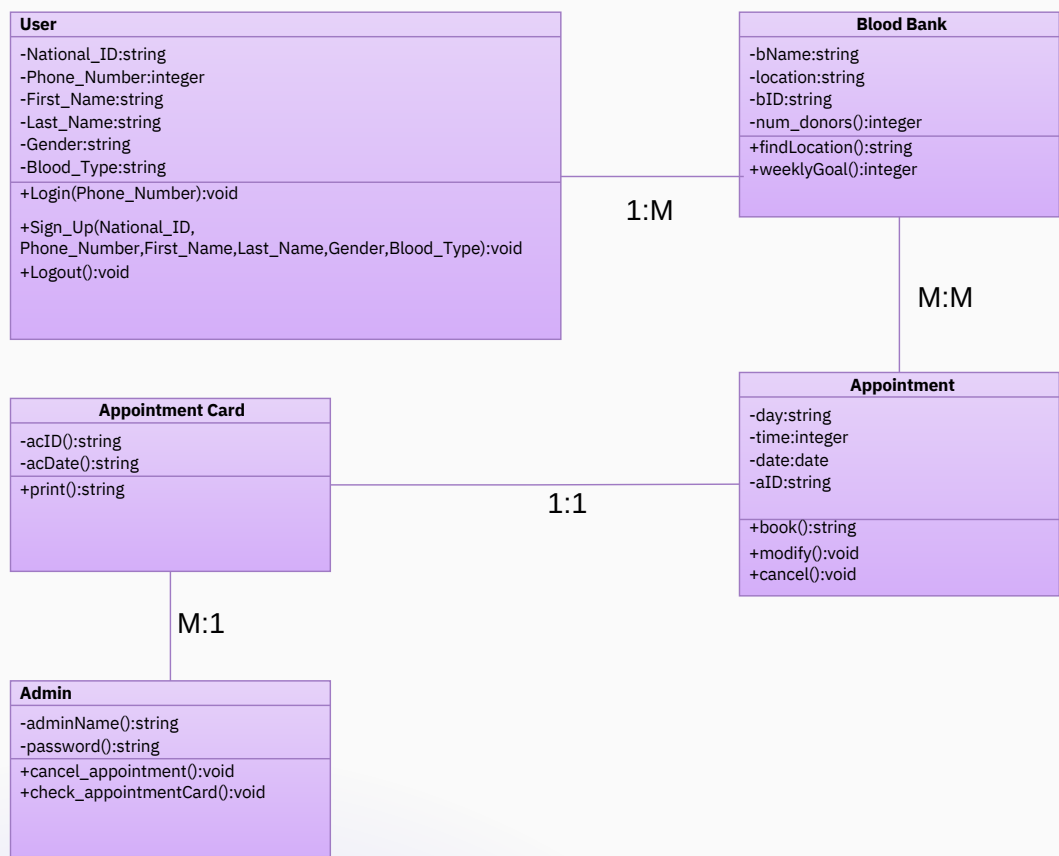 User
-National_ID:string
-Phone_Number:integer
-First_Name:string
-Last_Name:string
-Gender:string
-Blood_Type:string
+Login(Phone_Number):void
+Sign_Up(National_ID,
Phone_Number,First_Name,Last_Name,Gender,Blood_Type):void
+Logout():void
1:M
Blood Bank
-bName:string
-location:string
-bID:string
-num_donors():integer
+findLocation():string
+weeklyGoal():integer
M:M
Appointment Card
-acID():string
-acDate():string
+print():string
1:1
Appointment
-day:string
-time:integer
-date:date
-aID:string
+book():string
+modify():void
+cancel():void
M:1
Admin
-adminName():string
-password():string
+cancel_appointment():void
+check_appointmentCard():void